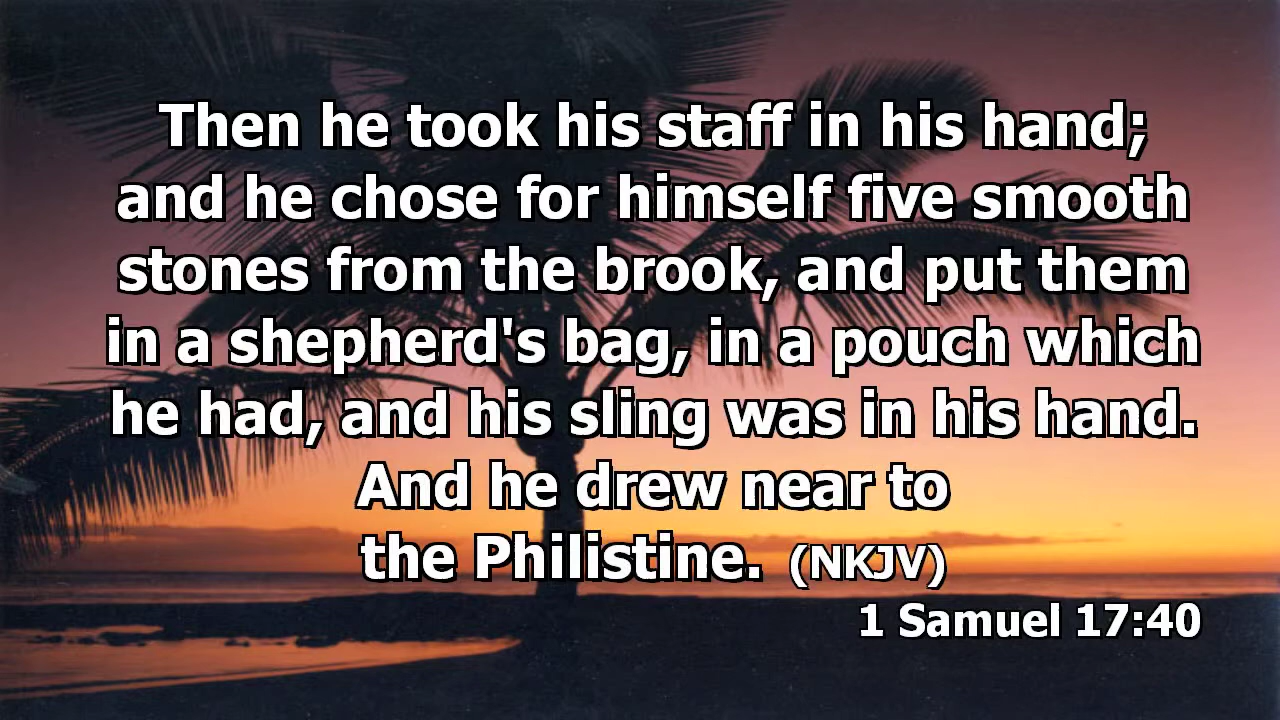 Then he took his staff in his hand;
and he chose for himself five smooth
stones from the brook, and put them
in a shepherd's bag, in a pouch which
he had, and his sling was in his hand.
And he drew near to
the Philistine. (NKJV)
1 Samuel 17:40